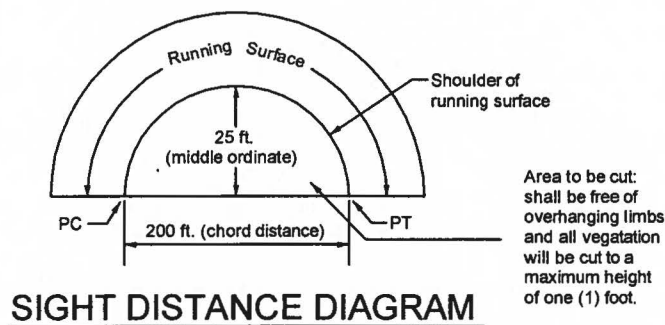 Running Surface
Shoulder of
running surface
25 ft.
(middle ordinate)
PC
PT
200 ft. (chord distance)
Area to be cut:
shall be free of
overhanging limbs
and all vegatation
will be cut to a
maximum height
of one (1) foot.
SIGHT DISTANCE DIAGRAM